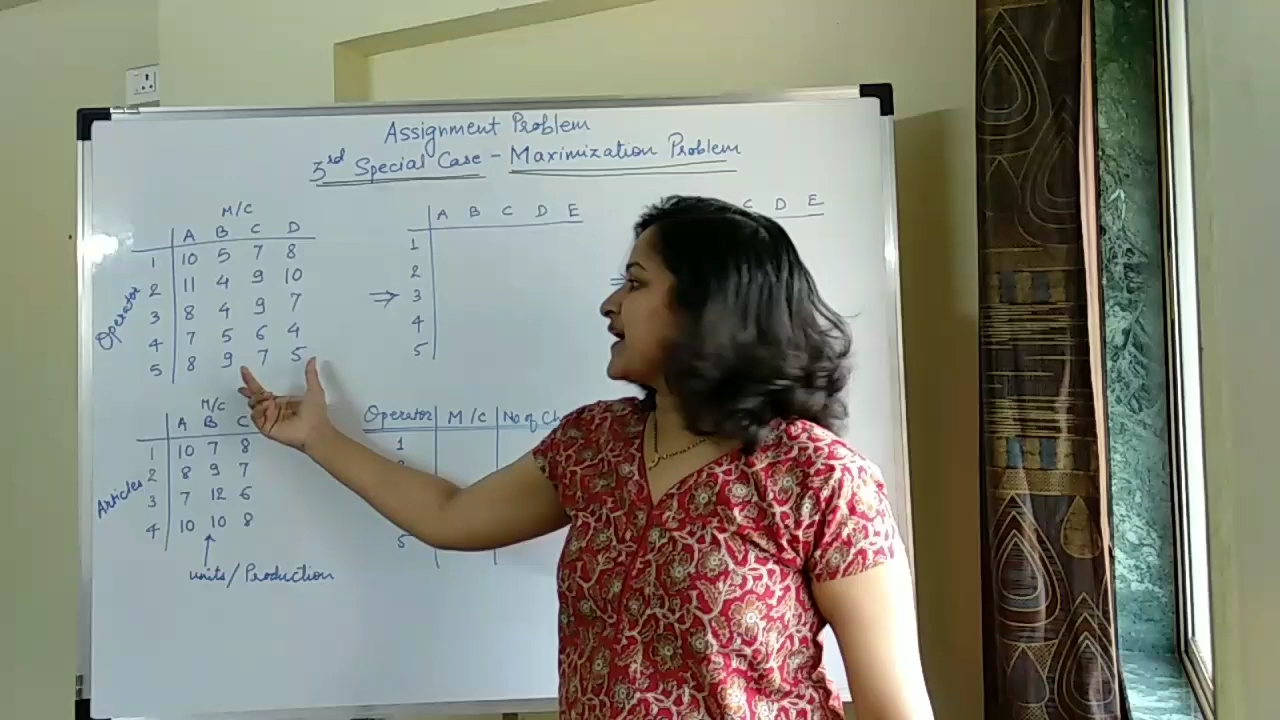 Assignment Problem
3rd Special Case - Maximization Problem
M/C
A B C D
1 10 5 7 8
2 11 4 9 10
3 8 4 9 7
4 7 5 6 4
5 8 9 7 5
Operator
A B C D E
1
2
⇒ 3
4
5
C D E
M/C
A B C
1 10 7 8
2 8 9 7
3 7 12 6
4 10 10 8
Articles
↑
units/Production
Operator M/C No of
1
5